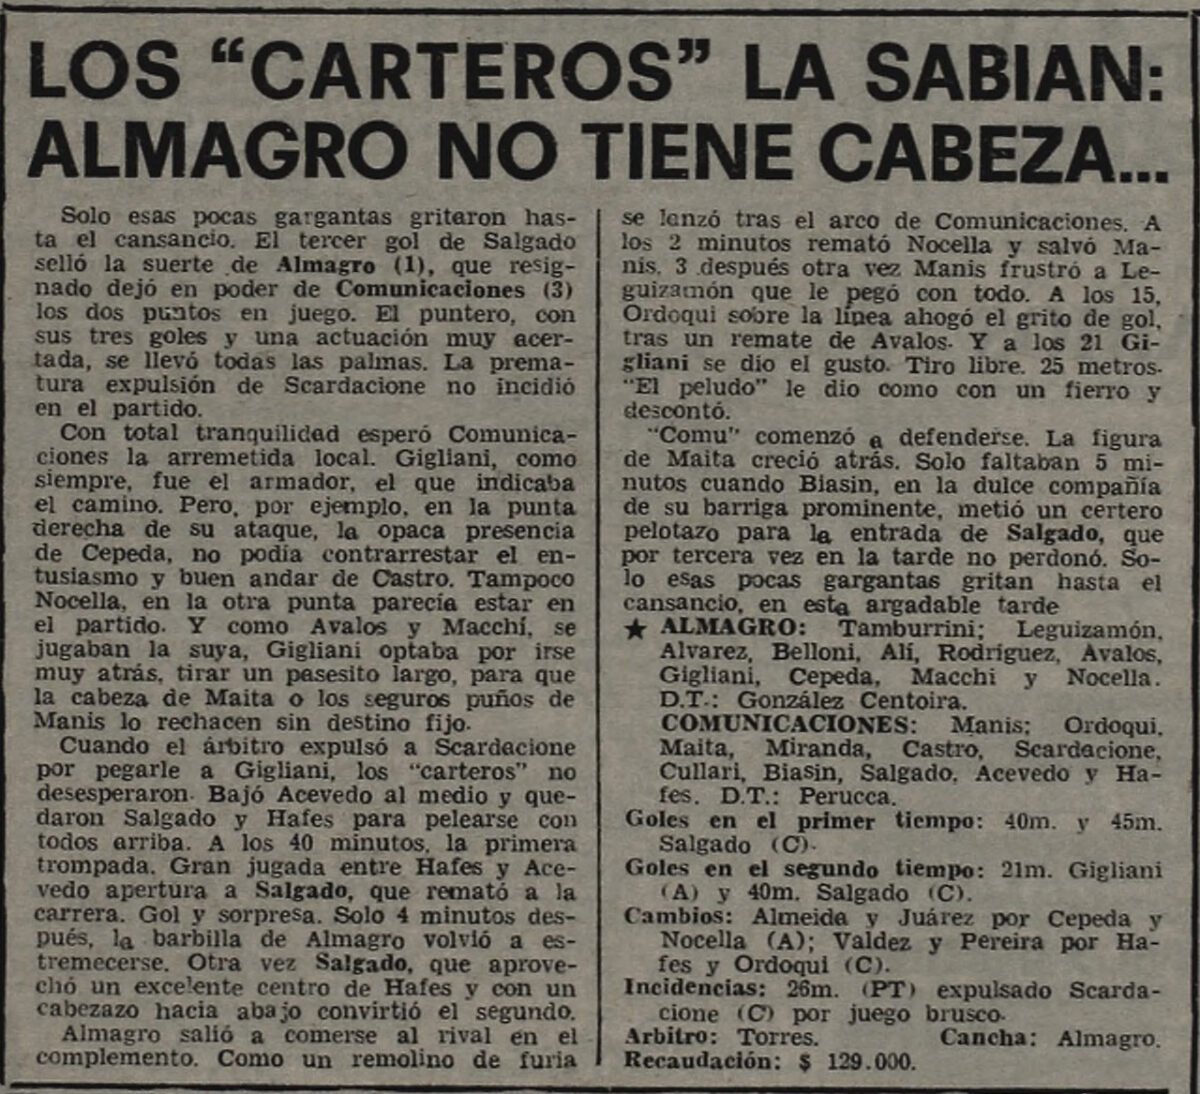 LOS "CARTEROS" LA SABIAN:
ALMAGRO NO TIENE CABEZA...
Solo esas pocas gargantas gritaron has-
ta el cansancio. El tercer gol de Salgado
selló la suerte de Almagro (1), que resig-
nado dejó en poder de Comunicaciones (3)
los dos puntos en juego. El puntero, con
sus tres goles y una actuación muy acer-
tada, se llevó todas las palmas. La prema-
tura expulsión de Scardacione no incidió
en el partido.
Con total tranquilidad esperó Comunica-
ciones la arremetida local. Gigliani, como
siempre, fue el armador, el que indicaba
el camino. Pero, por ejemplo, en la punta
derecha de su ataque, la opaca presencia
de Cepeda, no podía contrarrestar el en-
tusiasmo y buen andar de Castro. Tampoco
Nocella, en la otra punta parecía estar en
el partido. Y como Avalos y Macchí, se
jugaban la suya, Gigliani optaba por irse
muy atrás, tirar un pasesito largo, para que
la cabeza de Maita o los seguros puños de
Manis lo rechacen sin destino fijo.
Cuando el árbitro expulsó a Scardacione
por pegarle a Gigliani, los "carteros" no
desesperaron. Bajó Acevedo al medio y que-
daron Salgado y Hafes para pelearse con
todos arriba. A los 40 minutos, la primera
trompada. Gran jugada entre Hafes y Ace-
vedo apertura a Salgado, que remató a la
carrera. Gol y sorpresa. Solo 4 minutos des-
pués, la barbilla de Almagro volvió a es-
tremecerse. Otra vez Salgado, que aprove-
chó un excelente centro de Hafes y con un
cabezazo hacia abajo convirtió el segundo.
Almagro salió a comerse al rival en el
complemento. Como un remolino de furia
se lanzó tras el arco de Comunicaciones. A
los 2 minutos remató Nocella y salvó Ma-
nis. 3 después otra vez Manis frustró a Le-
guizamón que le pegó con todo. A los 15,
Ordoqui sobre la línea ahogó el grito de gol,
tras un remate de Avalos. Y a los 21 Gi-
gliani se dio el gusto. Tiro libre. 25 metros.
"El peludo" le dio como con un fierro y
descontó.
"Comu" comenzó a defenderse. La figura
de Maita creció atrás. Solo faltaban 5 mi-
nutos cuando Biasin, en la dulce compañía
de su barriga prominente, metió un certero
pelotazo para la entrada de Salgado, que
por tercera vez en la tarde no perdonó. So-
lo esas pocas gargantas gritan hasta el
cansancio, en esta argadable tarde
★ ALMAGRO: Tamburrini; Leguizamón,
Alvarez, Belloni, Alí, Rodríguez, Avalos,
Gigliani, Cepeda, Macchi y Nocella.
D.T.: González Centoira.
COMUNICACIONES: Manis; Ordoqui,
Maita, Miranda, Castro, Scardacione,
Cullari, Biasin, Salgado, Acevedo y Ha-
fes. D.T.: Perucca.
Goles en el primer tiempo: 40m. y 45m.
Salgado (C).
Goles en el segundo tiempo: 21m. Gigliani
(A) y 40m. Salgado (C).
Cambios: Almeida y Juárez por Cepeda y
Nocella (A); Valdez y Pereira por Ha-
fes y Ordoqui (C).
Incidencias: 26m. (PT) expulsado Scarda-
cione (C) por juego brusco.
Arbitro: Torres. Cancha: Almagro.
Recaudación: $ 129.000.